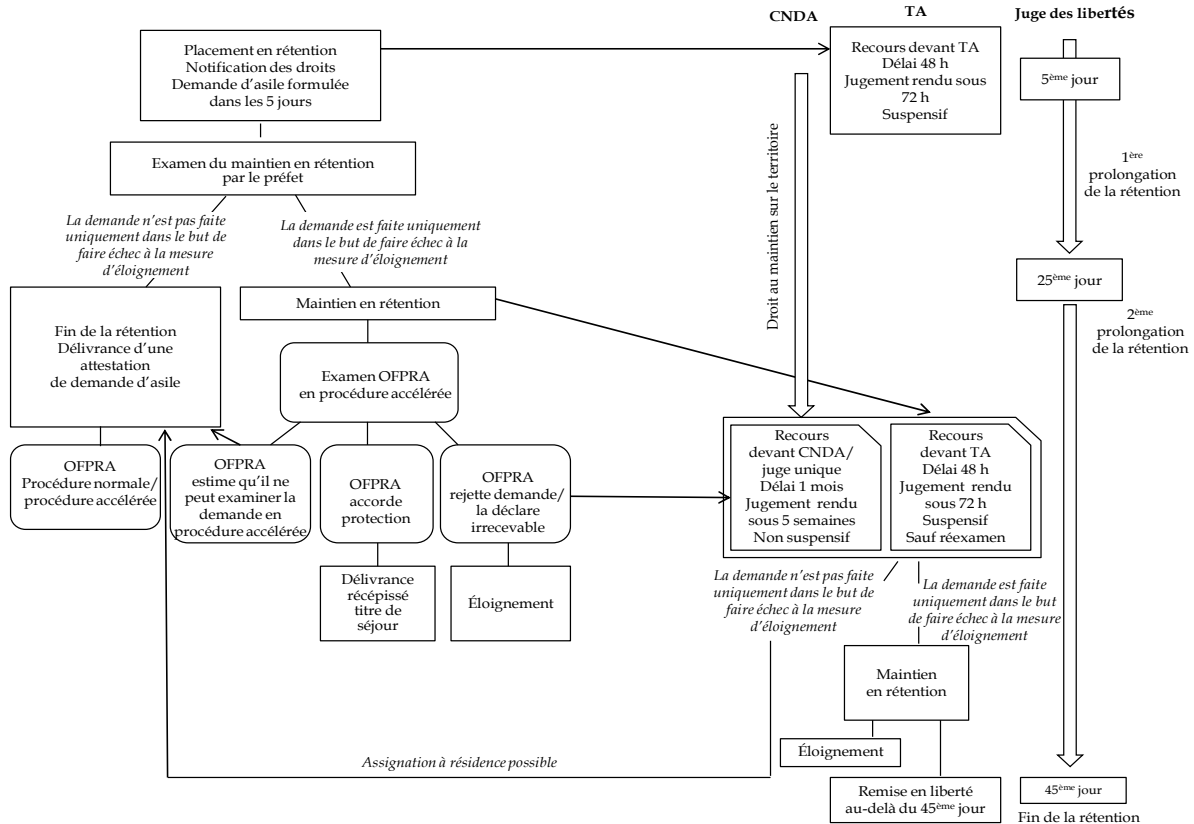 CNDA
TA
Juge des libertés
Placement en rétention
Notification des droits
Demande d'asile formulée
dans les 5 jours
Recours devant TA
Délai 48 h
Jugement rendu sous
72 h
Suspensif
5ème jour
Examen du maintien en rétention
par le préfet
1ère
prolongation
de la rétention
Droit au maintien sur le territoire
La demande n'est pas faite
uniquement dans le but de
faire échec à la mesure
d'éloignement
La demande est faite uniquement
dans le but de faire échec à la
mesure d'éloignement
25ème jour
Fin de la rétention
Délivrance d'une
attestation
de demande d'asile
Maintien en rétention
2ème
prolongation
de la rétention
Examen OFPRA
en procédure accélérée
OFPRA
Procédure normale/
procédure accélérée
OFPRA
estime qu'il ne
peut examiner la
demande en
procédure accélérée
OFPRA
accorde
protection
OFPRA
rejette demande/
la déclare
irrecevable
Recours
devant CNDA/
juge unique
Délai 1 mois
Jugement rendu
sous 5 semaines
Non suspensif
Recours
devant TA
Délai 48 h
Jugement rendu
sous 72 h
Suspensif
Sauf réexamen
Délivrance
récépissé
titre de
séjour
Éloignement
La demande n'est pas faite
uniquement dans le but de
faire échec à la mesure
d'éloignement
La demande est faite
uniquement dans le but
de faire échec à la mesure
d'éloignement
Maintien
en rétention
Éloignement
Assignation à résidence possible
Remise en liberté
au-delà du 45ème jour
45ème jour
Fin de la rétention